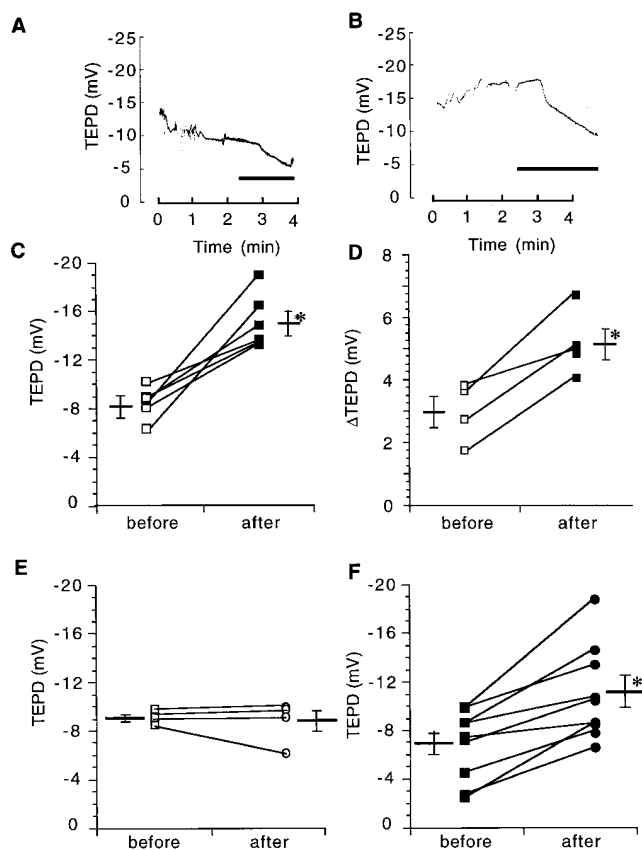 A
-25
-20
-15
-10
-5
0
TEPD (mV)
0 1 2 3 4
Time (min)
B
-25
-20
-15
-10
-5
0
TEPD (mV)
0 1 2 3 4
Time (min)
C
-20
-16
-12
-8
-4
0
TEPD (mV)
*
before after
D
8
6
4
2
0
ΔTEPD (mV)
*
before after
E
-20
-16
-12
-8
-4
0
TEPD (mV)
before after
F
-20
-16
-12
-8
-4
0
TEPD (mV)
*
before after